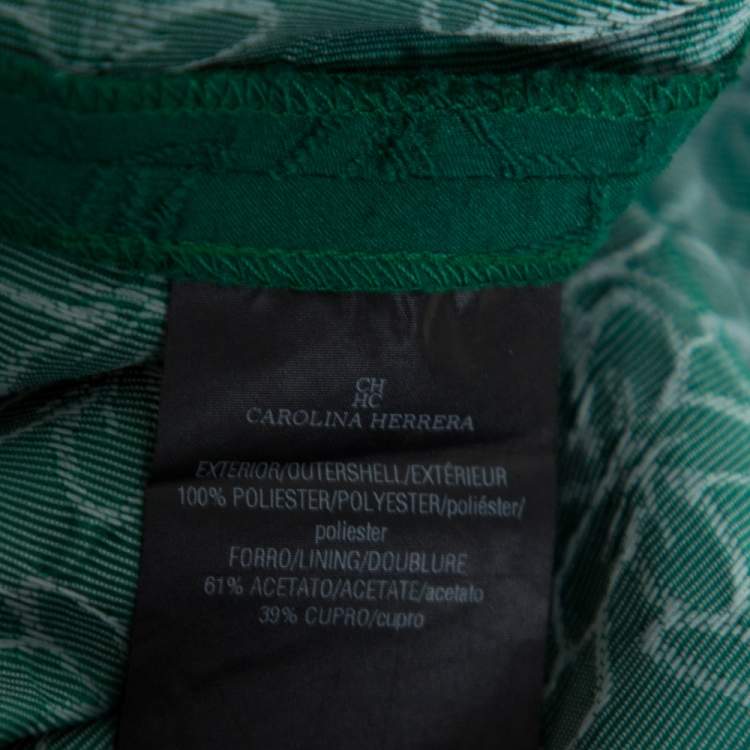 CH
HC
CAROLINA HERRERA
EXTERIOR/OUTERSHELL/EXTÉRIEUR
100% POLIESTER/POLYESTER/poliéster/
poliester
FORRO/LINING/DOUBLURE
61% ACETATO/ACETATE/acetato
39% CUPRO/cupro